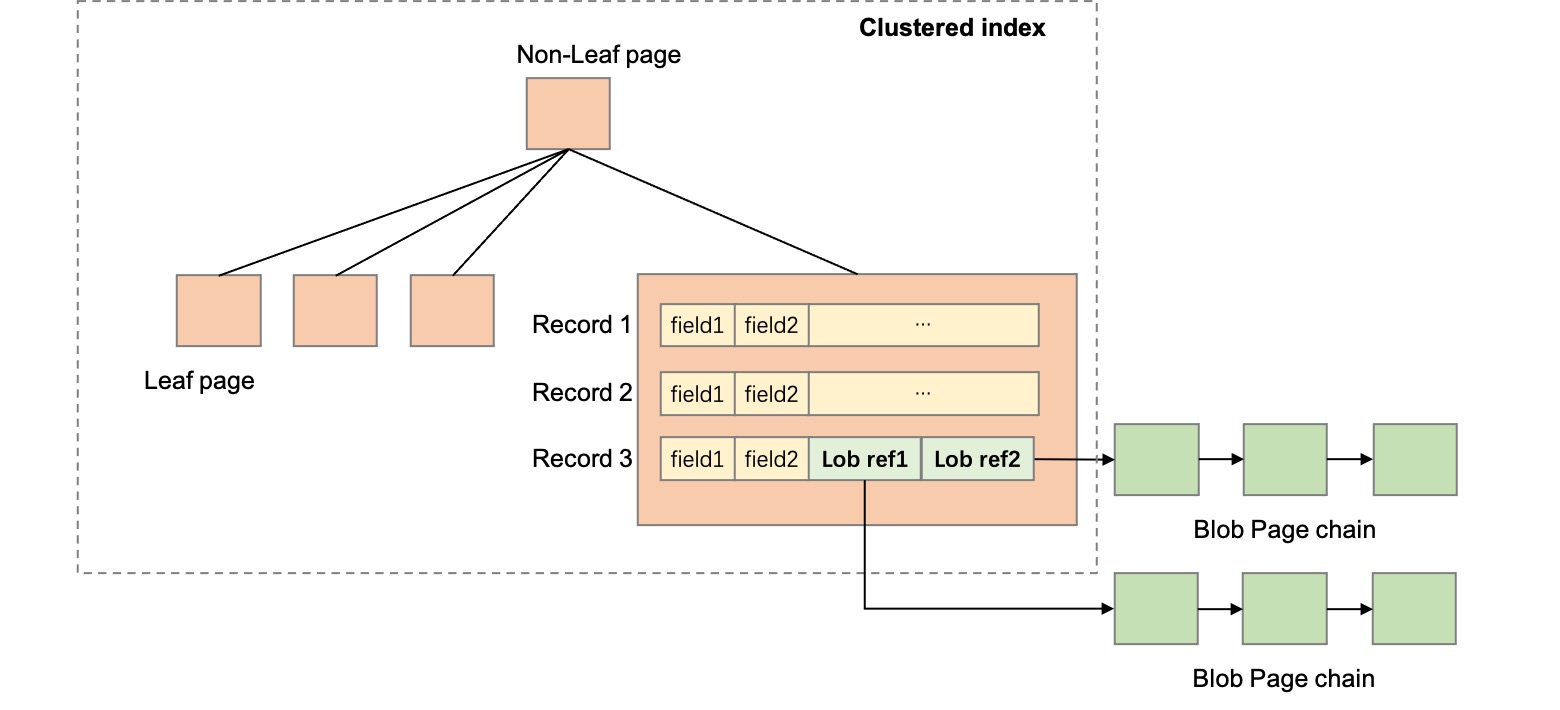 Clustered index
Non-Leaf page
Leaf page
Record 1 field1 field2 ...
Record 2 field1 field2 ...
Record 3 field1 field2 Lob ref1 Lob ref2
Blob Page chain
Blob Page chain